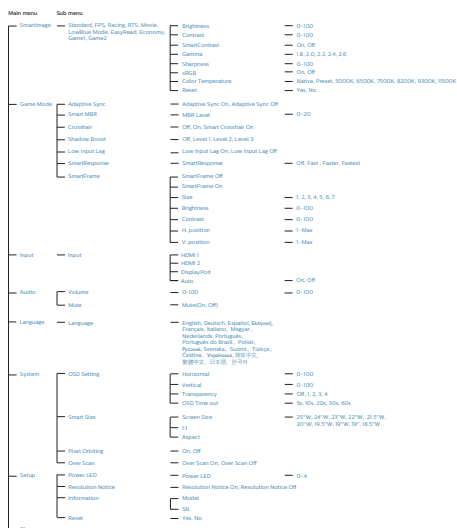 Main menu Sub menu
SmartImage Standard, FPS, Racing, RTS, Movie, Brightness 0-100
LowBlue Mode, EasyRead, Economy, Contrast 0-100
Game1, Game2 SmartContrast On, Off
Gamma 1.8, 2.0, 2.2, 2.4, 2.6
Sharpness 0-100
sRGB On, Off
Color Temperature Native, Preset, 5000K, 6500K, 7500K, 8200K, 9300K, 11500K
Reset Yes, No
Game Mode Adaptive Sync Adaptive Sync On, Adaptive Sync Off
Smart MBR MBR Level 0-20
Crosshair Off, On, Smart Crosshair On
Shadow Boost Off, Level 1, Level 2, Level 3
Low Input Lag Low Input Lag On, Low Input Lag Off
SmartResponse SmartResponse Off, Fast, Faster, Fastest
SmartFrame SmartFrame Off
SmartFrame On
Size 1, 2, 3, 4, 5, 6, 7
Brightness 0-100
Contrast 0-100
H. position 1-Max
V. position 1-Max
Input Input HDMI 1
HDMI 2
DisplayPort
Auto On, Off
Audio Volume 0-100 0-100
Mute Mute(On, Off)
Language Language English, Deutsch, Español, Ελληνική,
Français, Italiano, Magyar,
Nederlands, Português,
Português do Brasil, Polski,
Русский, Svenska, Suomi, Türkçe,
Čeština, Українська, 简体中文,
繁體中文, 日本語, 한국어
System OSD Setting Horizontal 0-100
Vertical 0-100
Transparency Off, 1, 2, 3, 4
OSD Time out 5s, 10s, 20s, 30s, 60s
Smart Size Screen Size 25"W, 24"W, 23"W, 22"W, 21.5"W,
20"W, 19.5"W, 19"W, 19", 18.5"W
1:1
Aspect
Pixel Orbiting On, Off
Over Scan Over Scan On, Over Scan Off
Setup Power LED Power LED 0-4
Resolution Notice Resolution Notice On, Resolution Notice Off
Information Model
SN
Reset Yes, No